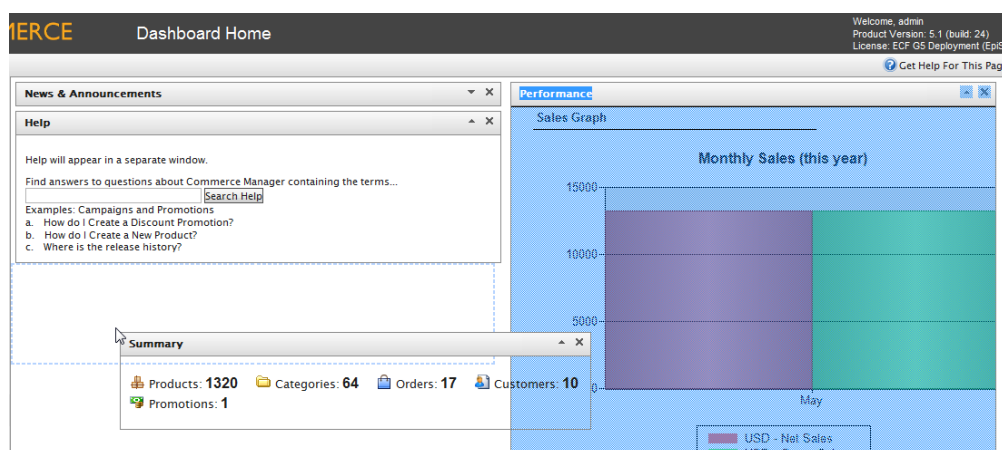 Dashboard Home
Welcome, admin
Product Version: 5.1 (build: 24)
License: ECF G5 Deployment
Get Help For This
News & Announcements
Help
Help will appear in a separate window.
Find answers to questions about Commerce Manager containing the terms...
Search Help
Examples: Campaigns and Promotions
a. How do I Create a Discount Promotion?
b. How do I Create a New Product?
c. Where is the release history?
Summary
Products: 1320
Categories: 64
Orders: 17
Customers: 10
Promotions: 1
Performance
Sales Graph
Monthly Sales (this year)
15000
10000
5000
0
May
USD - Net Sales